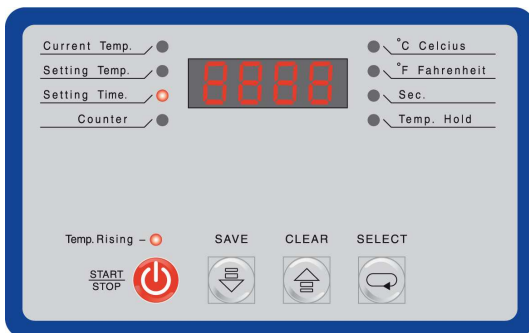 Current Temp.
Setting Temp.
Setting Time.
Counter
8888
°C Celcius
°F Fahrenheit
Sec.
Temp. Hold
Temp. Rising –
START
STOP
SAVE
CLEAR
SELECT